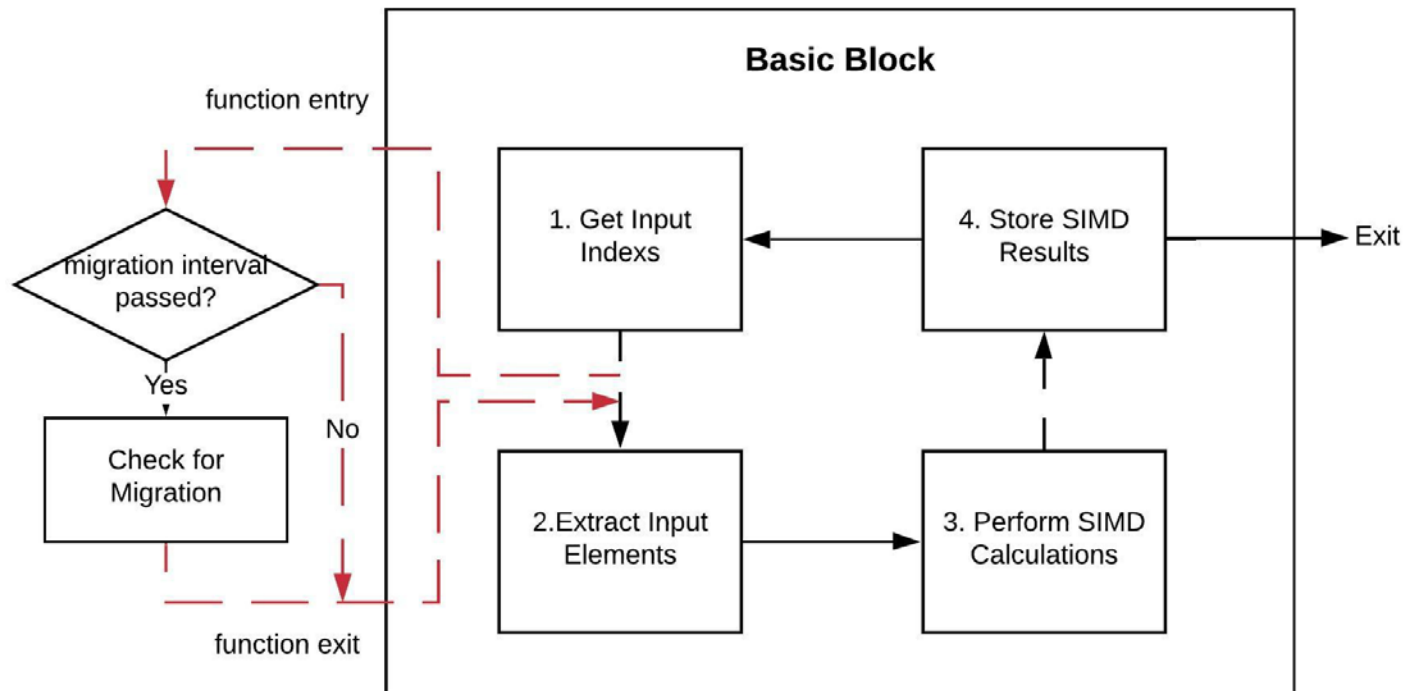 Basic Block
function entry
1. Get Input
Indexs
4. Store SIMD
Results
Exit
migration interval
passed?
Yes
No
Check for
Migration
2.Extract Input
Elements
3. Perform SIMD
Calculations
function exit